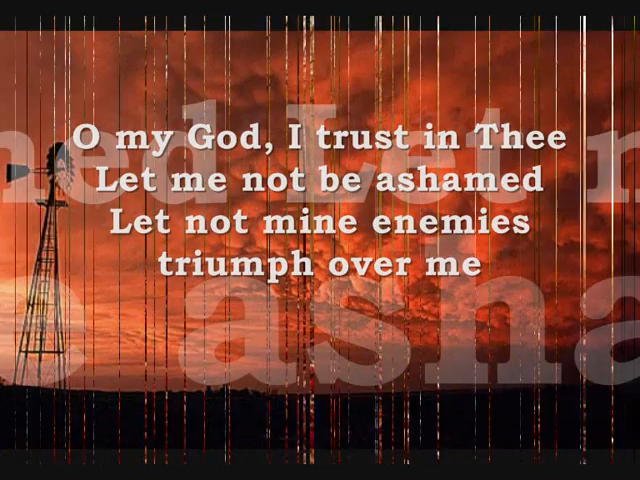 O my God, I trust in Thee
Let me not be ashamed
Let not mine enemies
triumph over me